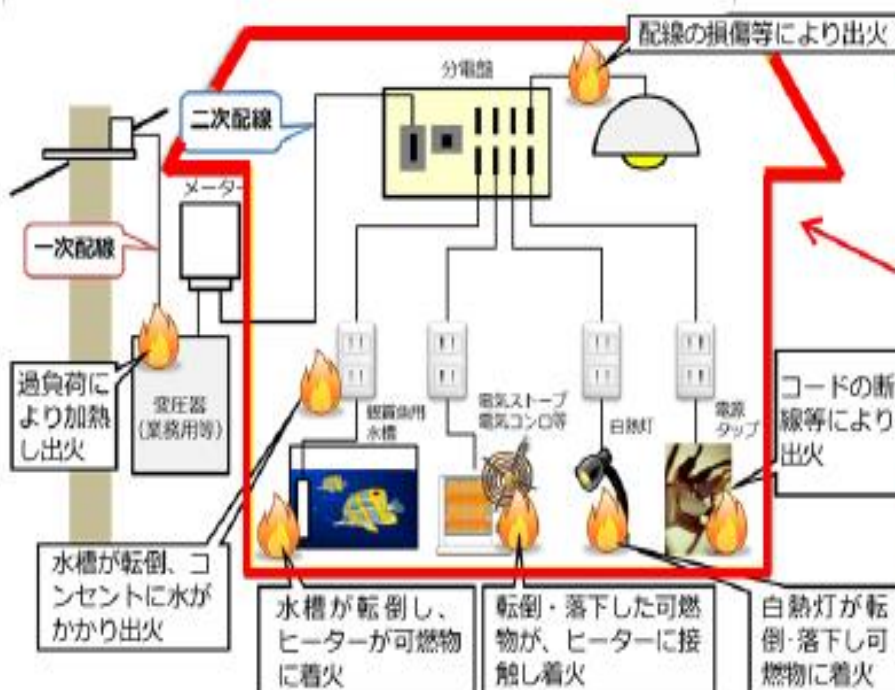 配線の損傷等により出火
分電盤
二次配線
メーター
一次配線
過負荷に
より加熱
し出火
変圧器
(業務用等)
観賞魚用
水槽
電気ストーブ
電気コンロ等
白熱灯
電源
タップ
コードの断
線等により
出火
水槽が転倒、コ
ンセントに水が
かかり出火
水槽が転倒し、
ヒーターが可燃物
に着火
転倒・落下した可燃
物が、ヒーターに接
触し着火
白熱灯が転
倒・落下し可
燃物に着火